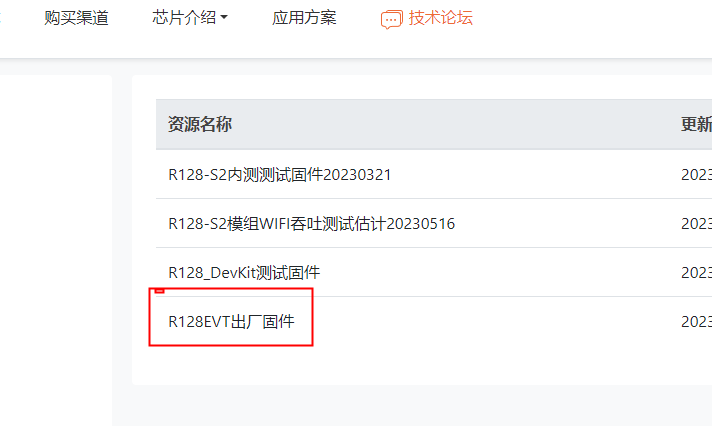 购买渠道 芯片介绍 应用方案 技术论坛
资源名称 更新
R128-S2内测测试固件20230321 2023
R128-S2模组WIFI吞吐测试估计20230516 2023
R128_DevKit测试固件 2023
R128EVT出厂固件 2023